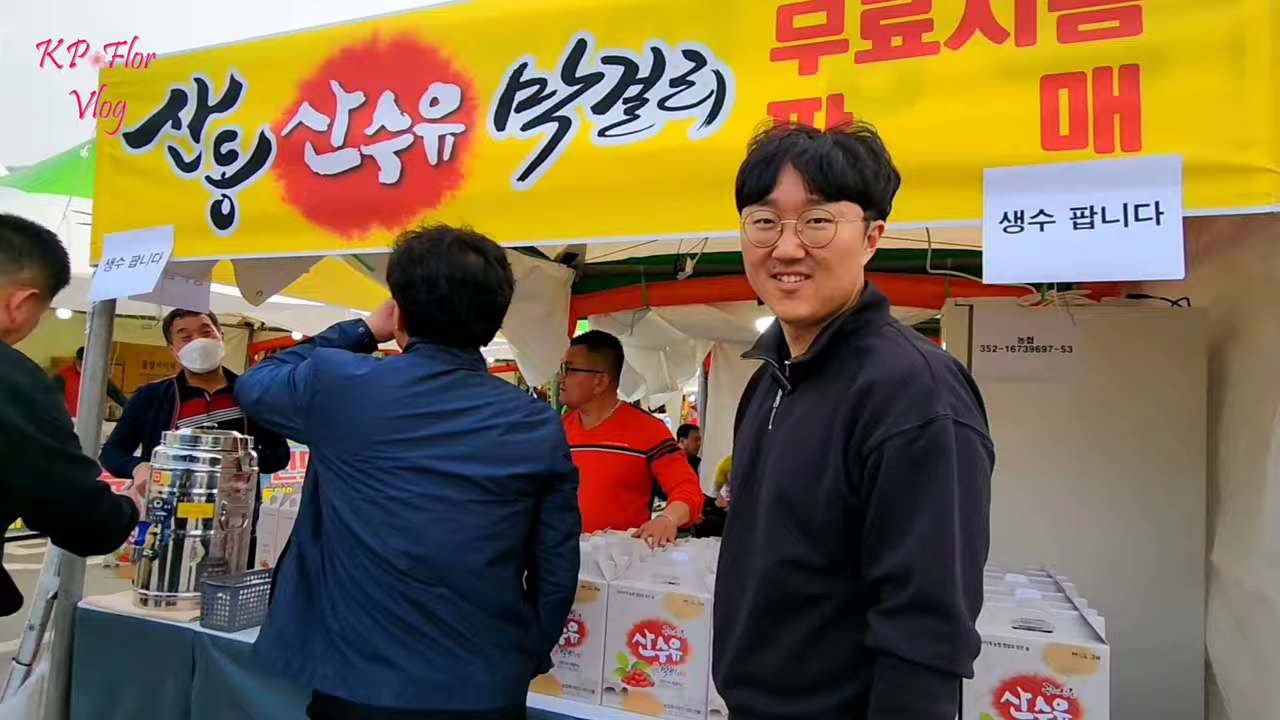 KP Flor
Vlog
산동 산수유 막걸리
무료시음
판 매
생수 팝니다
생수 팝니다
농협
352-16739697-53
산수유
산수유
산수유